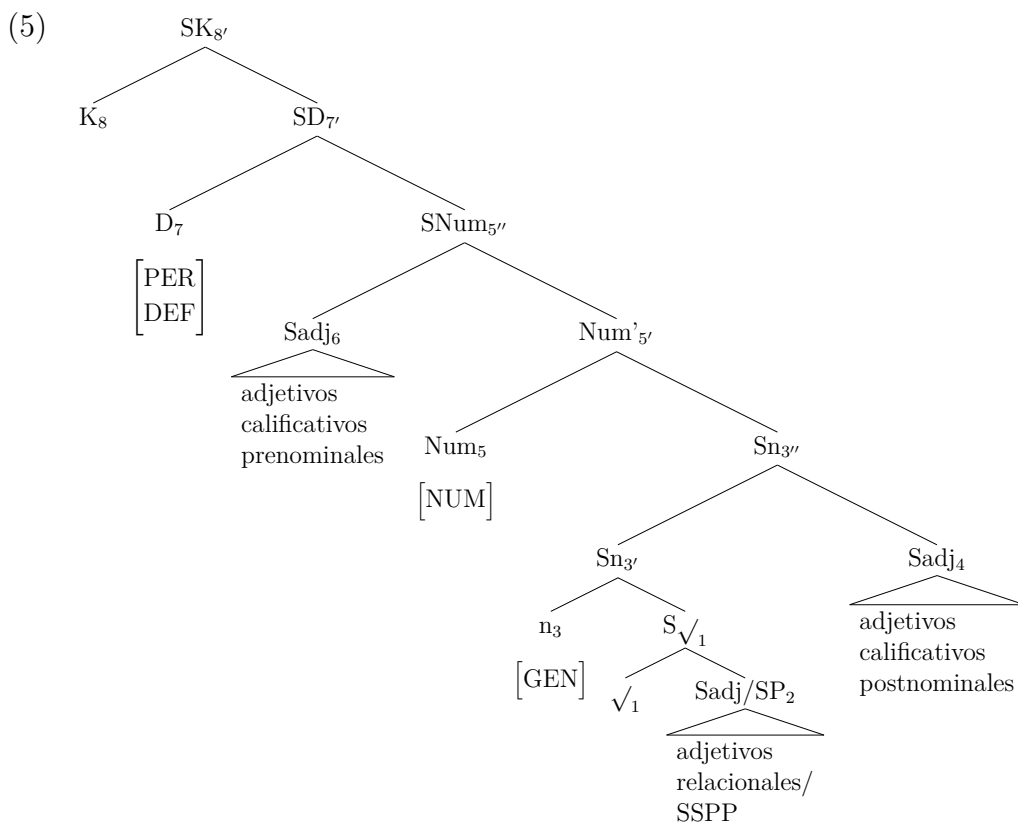 (5)
SK8′
K8 SD7′
D7 SNum5′′
[PER
DEF]
Sadj6 Num'5′
adjetivos
calificativos
prenominales
Num5 Sn3′′
[NUM]
Sn3′ Sadj4
adjetivos
calificativos
postnominales
n3 S√1
[GEN]
√1 Sadj/SP2
adjetivos
relacionales/
SSPP